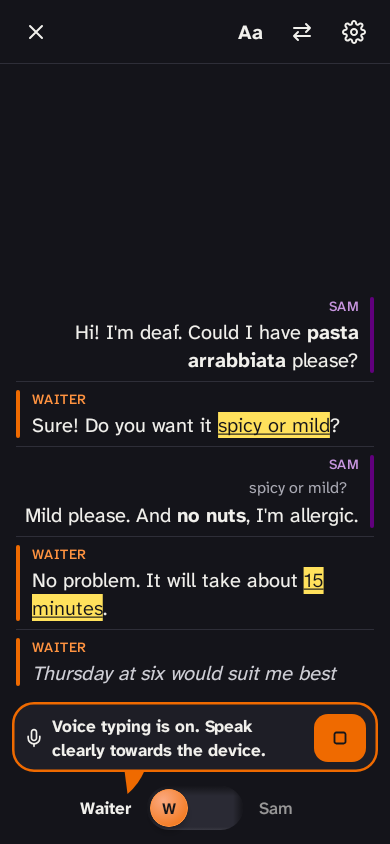 Aa
SAM
Hi! I'm deaf. Could I have pasta
arrabbiata please?
WAITER
Sure! Do you want it spicy or mild?
SAM
spicy or mild?
Mild please. And no nuts, I'm allergic.
WAITER
No problem. It will take about 15
minutes.
WAITER
Thursday at six would suit me best
Voice typing is on. Speak
clearly towards the device.
Waiter W Sam